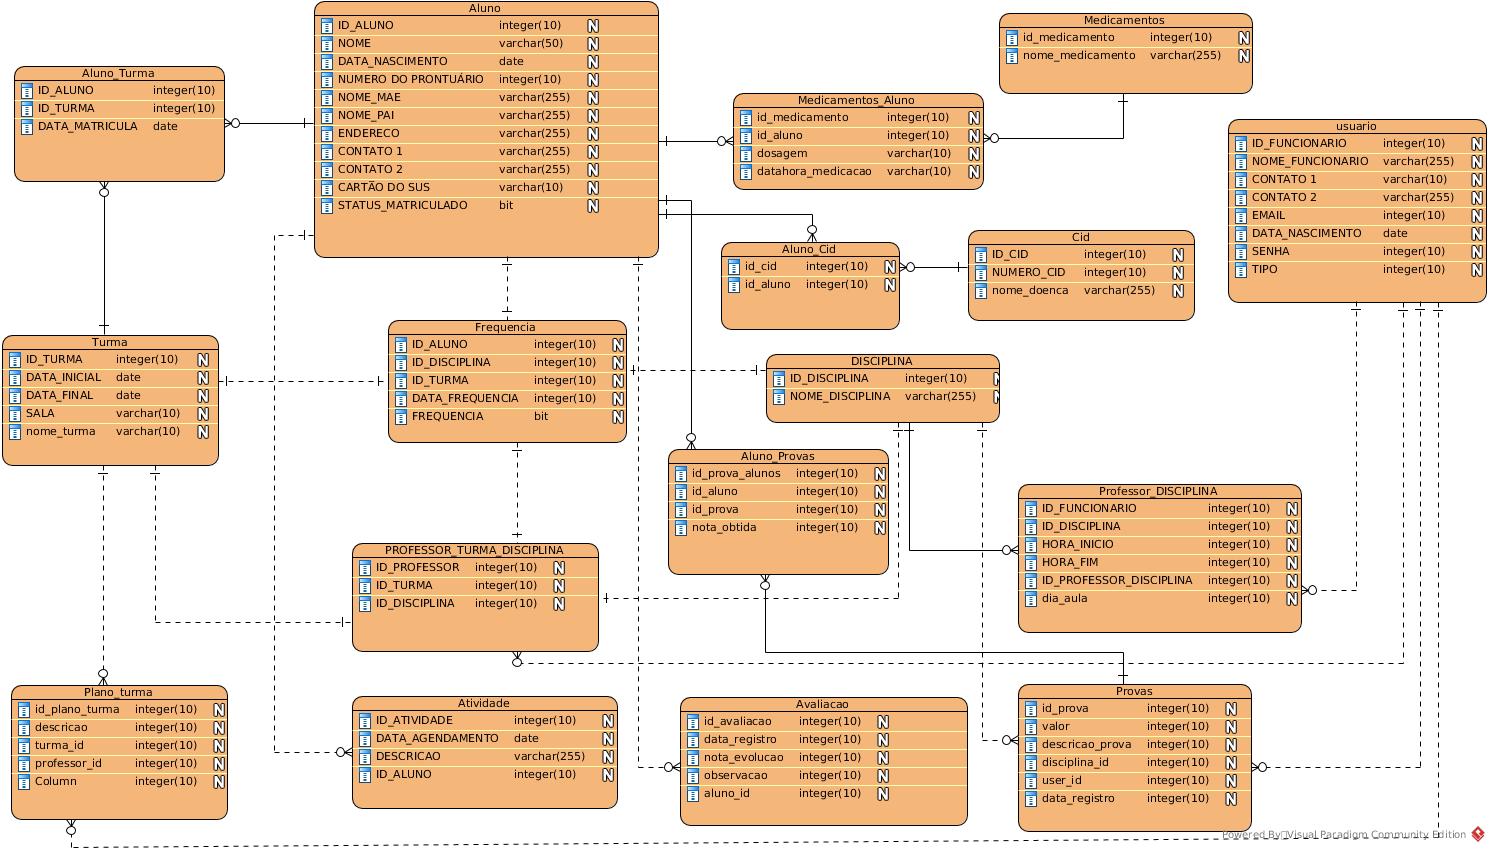 Aluno
ID_ALUNO integer(10) N
NOME varchar(50) N
DATA_NASCIMENTO date N
NUMERO DO PRONTUÁRIO integer(10) N
NOME_MAE varchar(255) N
NOME_PAI varchar(255) N
ENDERECO varchar(255) N
CONTATO 1 varchar(255) N
CONTATO 2 varchar(255) N
CARTÃO DO SUS varchar(10) N
STATUS_MATRICULADO bit N
Medicamentos
id_medicamento integer(10) N
nome_medicamento varchar(255) N
Aluno_Turma
ID_ALUNO integer(10)
ID_TURMA integer(10)
DATA_MATRICULA date
Medicamentos_Aluno
id_medicamento integer(10) N
id_aluno integer(10) N
dosagem varchar(10) N
datahora_medicacao varchar(10) N
usuario
ID_FUNCIONARIO integer(10) N
NOME_FUNCIONARIO varchar(255) N
CONTATO 1 varchar(10) N
CONTATO 2 varchar(255) N
EMAIL integer(10) N
DATA_NASCIMENTO date N
SENHA integer(10) N
TIPO integer(10) N
Aluno_Cid
id_cid integer(10) N
id_aluno integer(10) N
Cid
ID_CID integer(10) N
NUMERO_CID integer(10) N
nome_doenca varchar(255) N
Turma
ID_TURMA integer(10) N
DATA_INICIAL date N
DATA_FINAL date N
SALA varchar(10) N
nome_turma varchar(10) N
Frequencia
ID_ALUNO integer(10) N
ID_DISCIPLINA integer(10) N
ID_TURMA integer(10) N
DATA_FREQUENCIA integer(10) N
FREQUENCIA bit N
DISCIPLINA
ID_DISCIPLINA integer(10) N
NOME_DISCIPLINA varchar(255) N
Aluno_Provas
id_prova_alunos integer(10) N
id_aluno integer(10) N
id_prova integer(10) N
nota_obtida integer(10) N
Professor_DISCIPLINA
ID_FUNCIONARIO integer(10) N
ID_DISCIPLINA integer(10) N
HORA_INICIO integer(10) N
HORA_FIM integer(10) N
ID_PROFESSOR_DISCIPLINA integer(10) N
dia_aula integer(10) N
PROFESSOR_TURMA_DISCIPLINA
ID_PROFESSOR integer(10) N
ID_TURMA integer(10) N
ID_DISCIPLINA integer(10) N
Plano_turma
id_plano_turma integer(10) N
descricao integer(10) N
turma_id integer(10) N
professor_id integer(10) N
Column integer(10) N
Atividade
ID_ATIVIDADE integer(10) N
DATA_AGENDAMENTO date N
DESCRICAO varchar(255) N
ID_ALUNO integer(10) N
Avaliacao
id_avaliacao integer(10) N
data_registro integer(10) N
nota_evolucao integer(10) N
observacao integer(10) N
aluno_id integer(10) N
Provas
id_prova integer(10) N
valor integer(10) N
descricao_prova integer(10) N
disciplina_id integer(10) N
user_id integer(10) N
data_registro integer(10) N
Powered By Visual Paradigm Community Edition